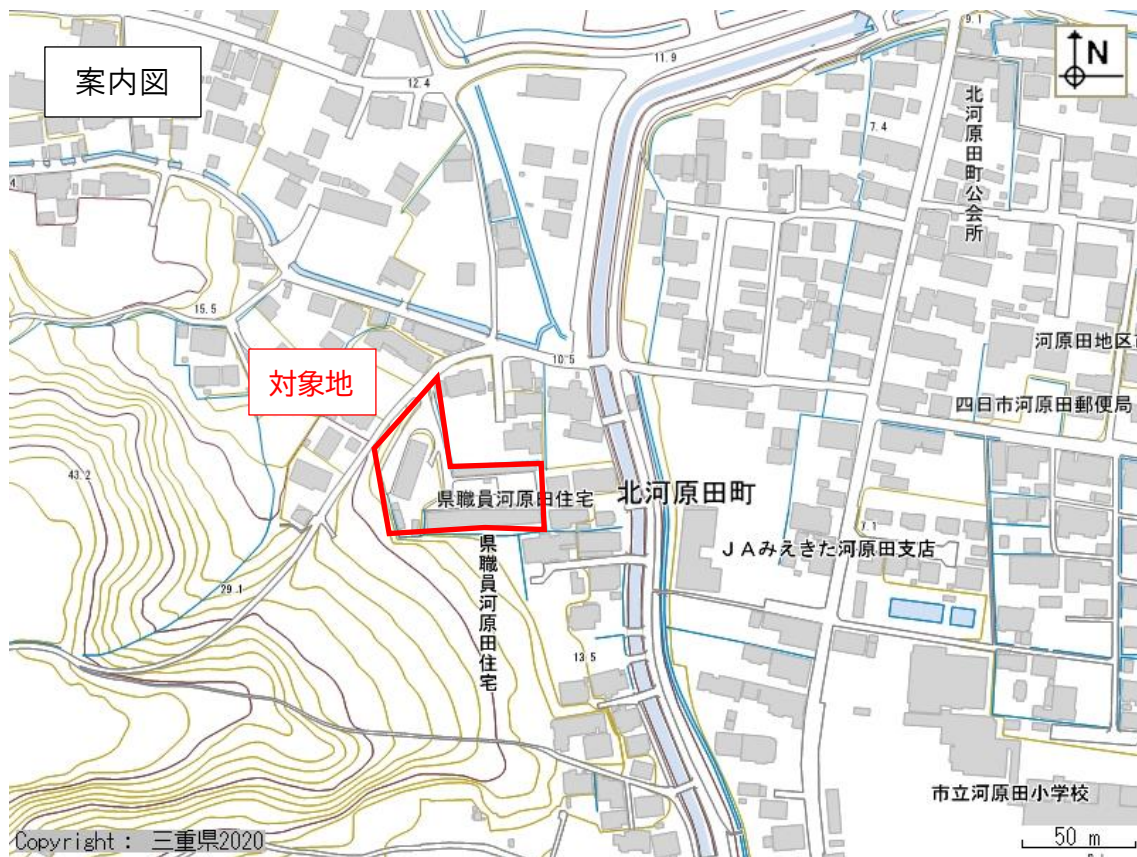 案内図
N
9.1
11.9
12.4
7.4
北河原田町公会所
15.5
10.5
河原田地区市
対象地
四日市河原田郵便局
43.2
県職員河原田住宅
北河原田町
7.1
JAみえきた河原田支店
県職員河原田住宅
29.1
13.5
市立河原田小学校
Copyright : 三重県2020
50 m